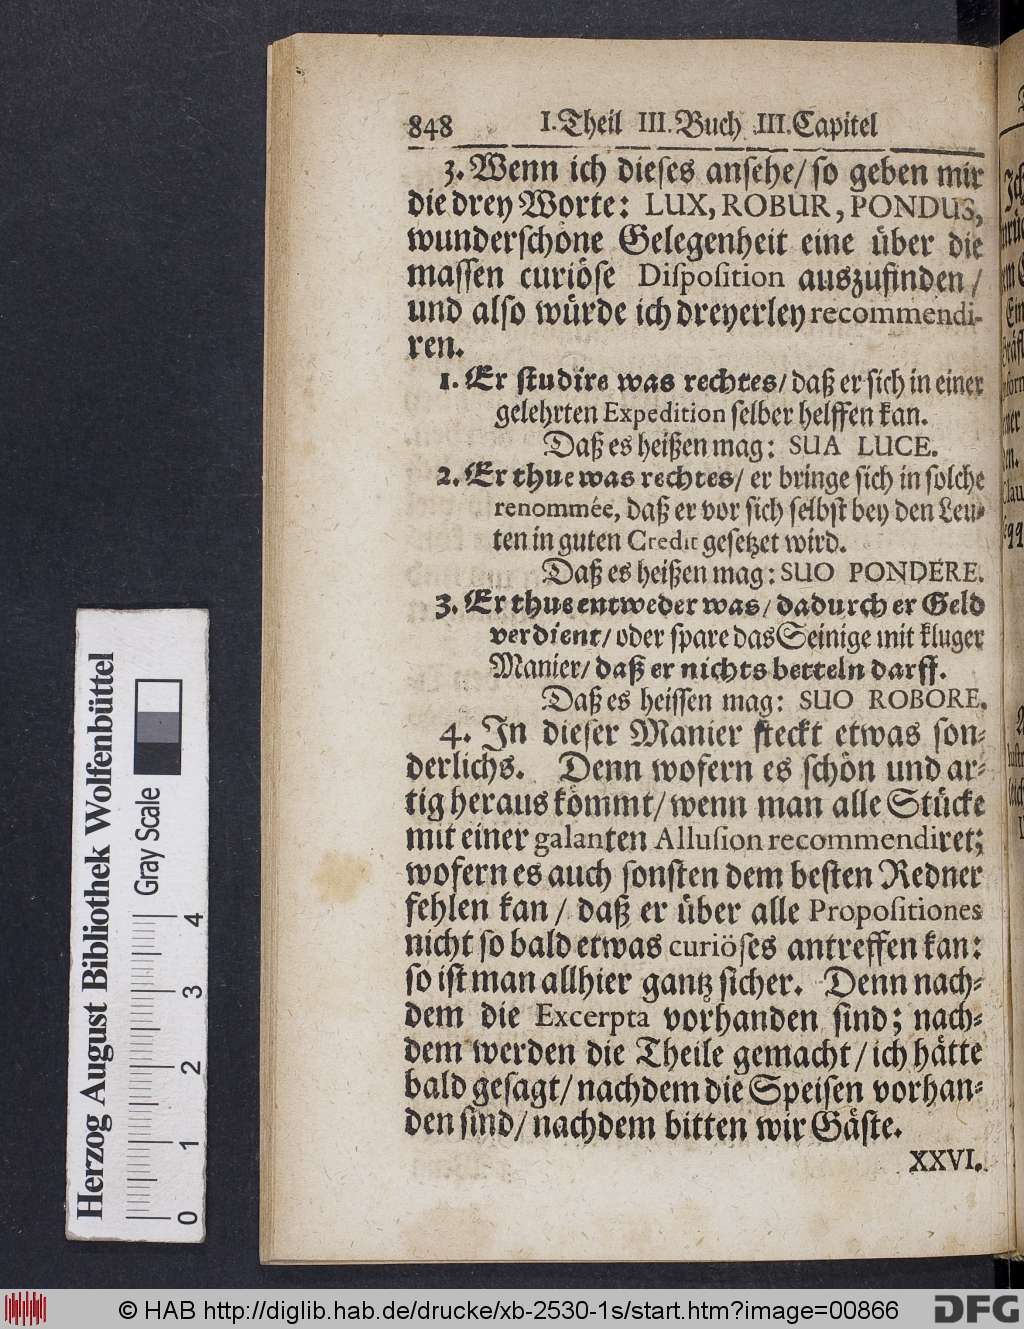 848 I. Theil III. Buch III. Capitel
3. Wenn ich dieses ansehe/ so geben mir
die drey Worte: LUX, ROBUR, PONDUS,
wunderschöne Gelegenheit eine über die
massen curiöse Disposition auszufinden/
und also würde ich dreyerley recommendi-
ren.
1. Er studire was rechtes/ daß er sich in einer
gelehrten Expedition selber helffen kan.
Daß es heißen mag: SUA LUCE.
2. Er thue was rechtes/ er bringe sich in solche
renommée, daß er vor sich selbst bey den Leu-
ten in guten Credit gesetzet wird.
Daß es heißen mag: SUO PONDERE.
3. Er thue entweder was/ dadurch er Geld
verdient/ oder spare das Seinige mit kluger
Manier/ daß er nichts betteln darff.
Daß es heissen mag: SUO ROBORE.
4. In dieser Manier steckt etwas son-
derlichs. Denn wofern es schön und ar-
tig heraus kömmt/ wenn man alle Stücke
mit einer galanten Allusion recommendiret;
wofern es auch sonsten dem besten Redner
fehlen kan/ daß er über alle Propositiones
nicht so bald etwas curiöses antreffen kan:
so ist man allhier gantz sicher. Denn nach-
dem die Excerpta vorhanden sind; nach-
dem werden die Theile gemacht/ ich hätte
bald gesagt/ nachdem die Speisen vorhan-
den sind/ nachdem bitten wir Gäste.
XXVI.
Herzog August Bibliothek Wolfenbüttel
Gray Scale
0 1 2 3 4
© HAB http://diglib.hab.de/drucke/xb-2530-1s/start.htm?image=00866
DFG